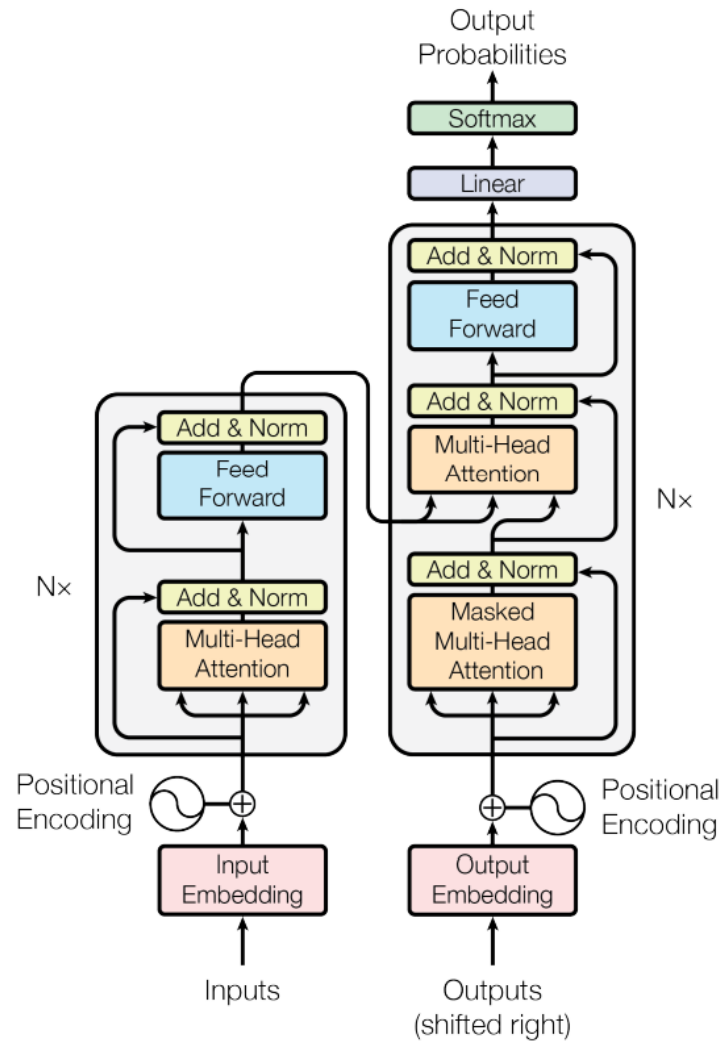 Output
Probabilities
Softmax
Linear
Add & Norm
Feed
Forward
Add & Norm
Multi-Head
Attention
Nx
Add & Norm
Masked
Multi-Head
Attention
Add & Norm
Feed
Forward
Nx
Add & Norm
Multi-Head
Attention
Positional
Encoding
Positional
Encoding
Input
Embedding
Output
Embedding
Inputs
Outputs
(shifted right)